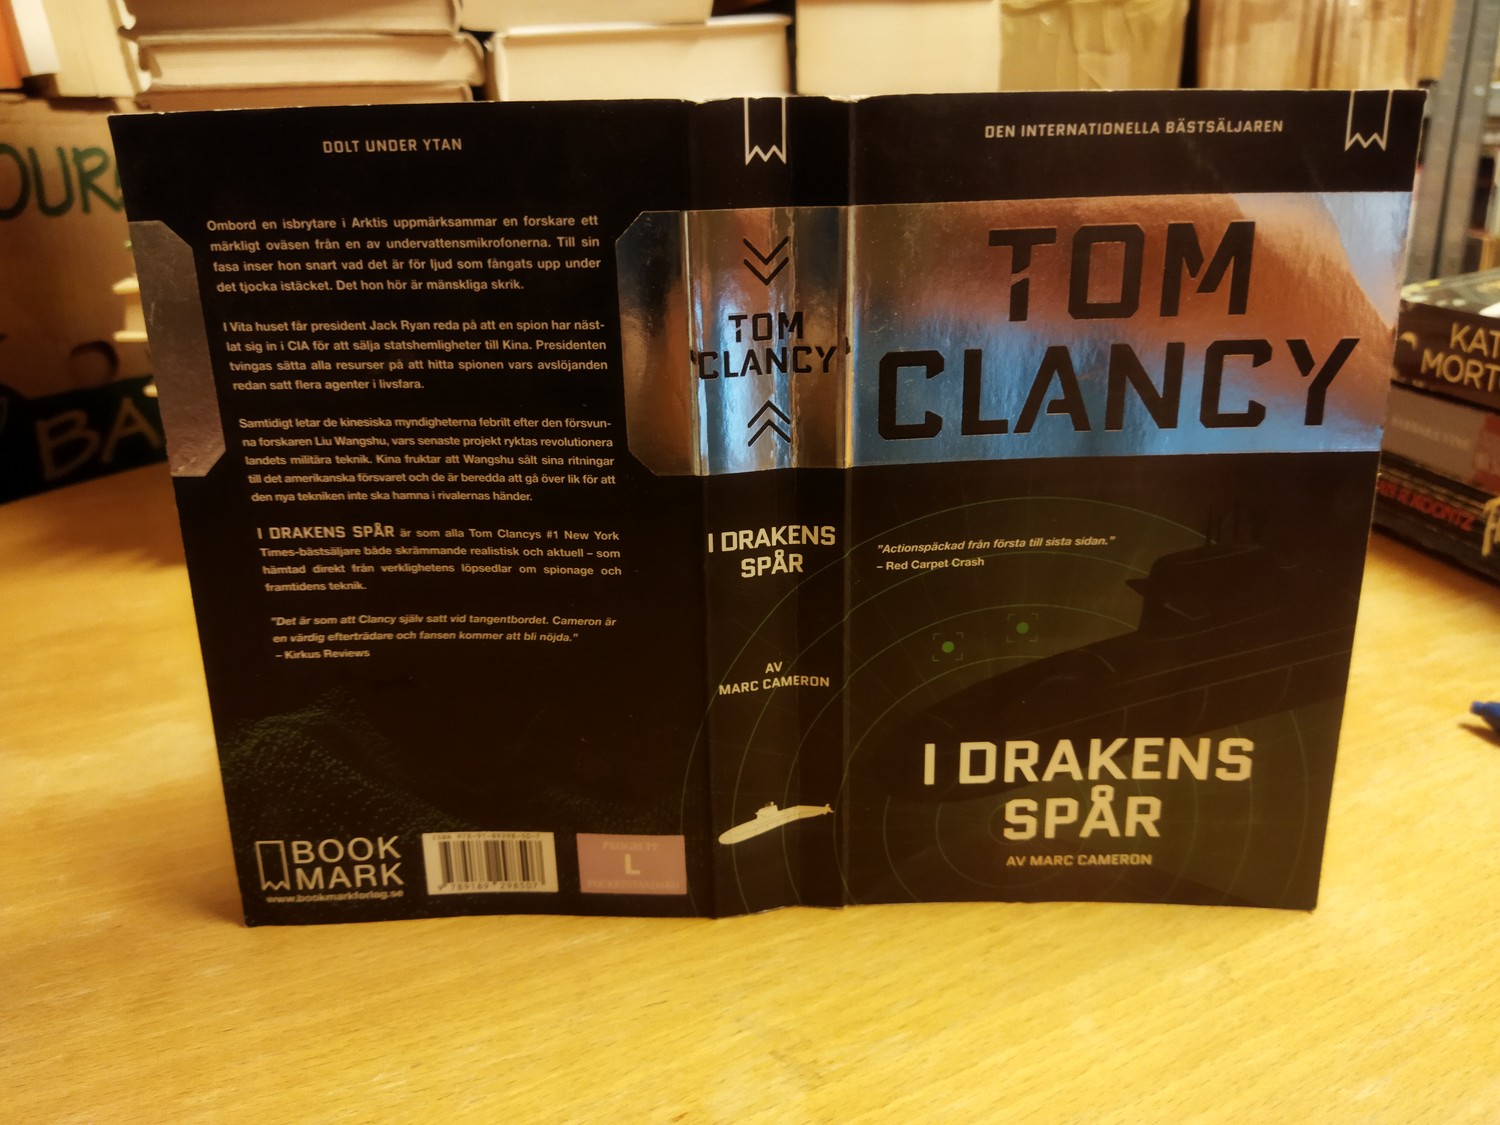 DOLT UNDER YTAN
Ombord en isbrytare i Arktis uppmärksammar en forskare ett
märkligt oväsen från en av undervattensmikrofonerna. Till sin
fasa inser hon snart vad det är för ljud som fångats upp under
det tjocka istäcket. Det hon hör är mänskliga skrik.
I Vita huset får president Jack Ryan reda på att en spion har näst-
lat sig in i CIA för att sälja statshemligheter till Kina. Presidenten
tvingas sätta alla resurser på att hitta spionen vars avslöjanden
redan satt flera agenter i livsfara.
Samtidigt letar de kinesiska myndigheterna febrilt efter den försvun-
na forskaren Liu Wangshu, vars senaste projekt ryktas revolutionera
landets militära teknik. Kina fruktar att Wangshu sålt sina ritningar
till det amerikanska försvaret och de är beredda att gå över lik för att
den nya tekniken inte ska hamna i rivalernas händer.
I DRAKENS SPÅR är som alla Tom Clancys #1 New York
Times-bästsäljare både skrämmande realistisk och aktuell – som
hämtad direkt från verklighetens löpsedlar om spionage och
framtidens teknik.
"Det är som att Clancy själv satt vid tangentbordet. Cameron är
en värdig efterträdare och fansen kommer att bli nöjda."
– Kirkus Reviews
BOOK
MARK
www.bookmarkforlag.se
9 789189 298507
L
TOM
CLANCY
I DRAKENS
SPÅR
AV
MARC CAMERON
DEN INTERNATIONELLA BÄSTSÄLJAREN
TOM
CLANCY
"Actionspäckad från första till sista sidan."
– Red Carpet Crash
I DRAKENS
SPÅR
AV MARC CAMERON
OUR
BA
KAT
MORT
KOONTZ